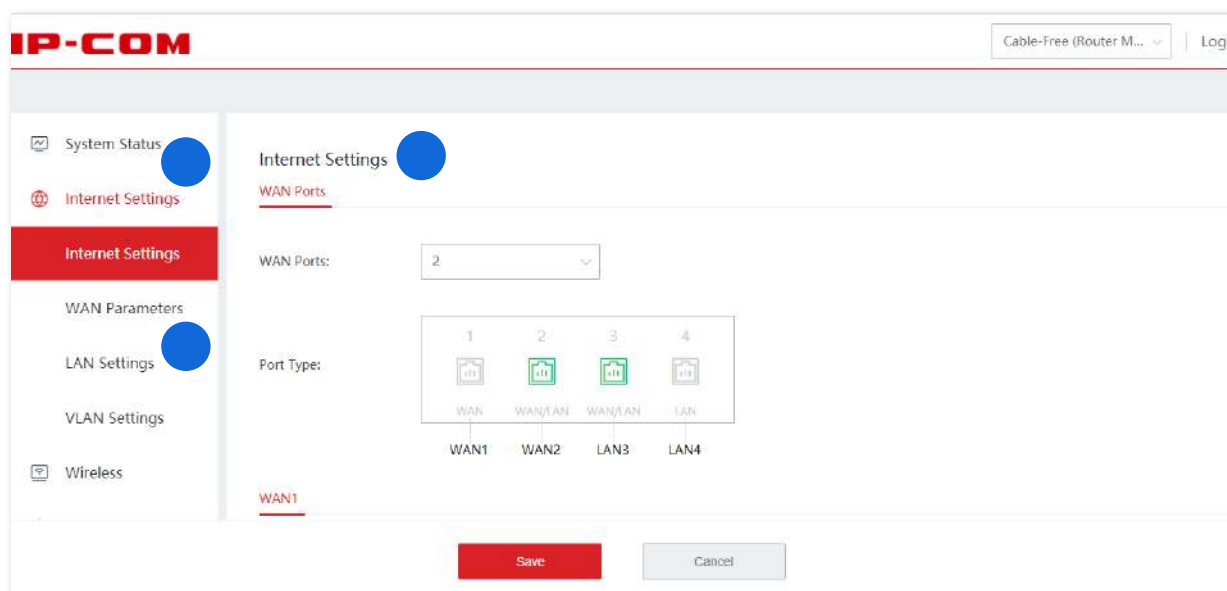 IP-COM
Cable-Free (Router M...
Log
System Status
Internet Settings
Internet Settings
WAN Parameters
LAN Settings
VLAN Settings
Wireless
Internet Settings
WAN Ports
WAN Ports: 2
Port Type:
1 2 3 4
WAN WAN/LAN WAN/LAN LAN
WAN1 WAN2 LAN3 LAN4
WAN1
Save Cancel